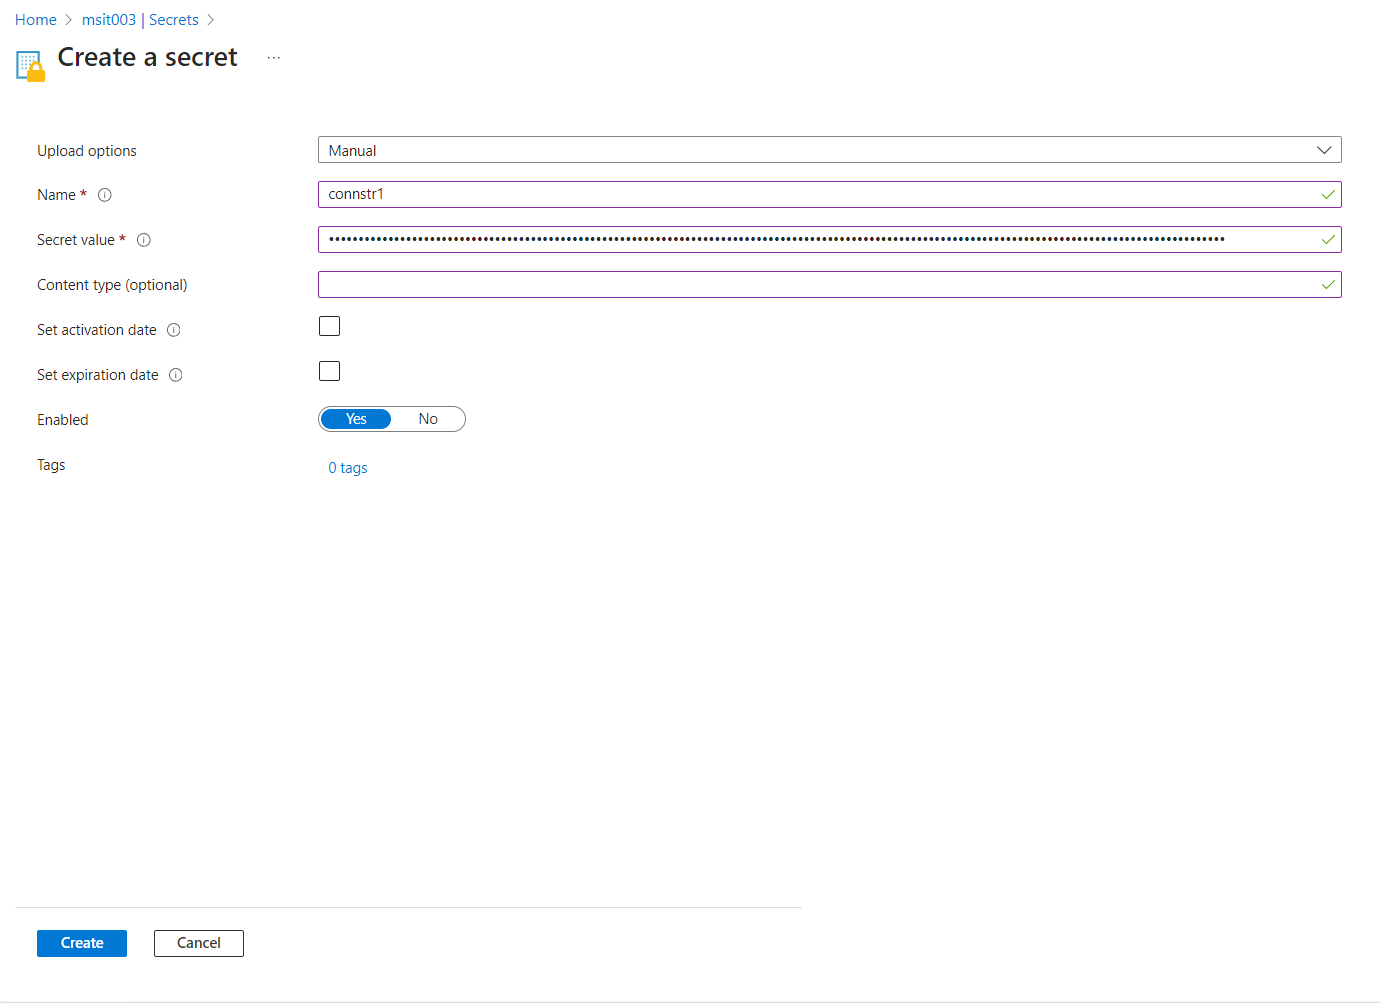 Home > msit003 | Secrets >
Create a secret ...
Upload options Manual
Name * connstr1
Secret value * ••••••••••••••••••••••••••••••••••••••••••••••••••••••••••••••••••••••••••••••••••••••••••••••••••••••••••••••••••••••••••••••••••••••••••••••••••••••
Content type (optional)
Set activation date
Set expiration date
Enabled Yes No
Tags 0 tags
Create Cancel